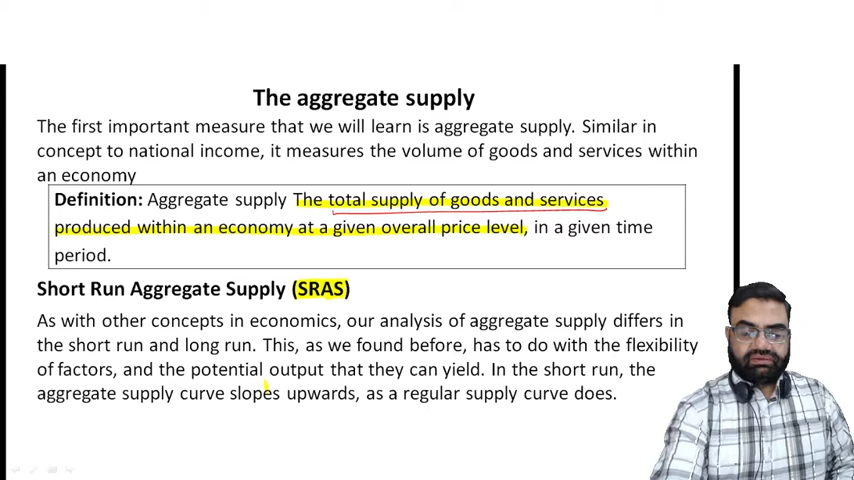 The aggregate supply
The first important measure that we will learn is aggregate supply. Similar in
concept to national income, it measures the volume of goods and services within
an economy
Definition: Aggregate supply The total supply of goods and services
produced within an economy at a given overall price level, in a given time
period.
Short Run Aggregate Supply (SRAS)
As with other concepts in economics, our analysis of aggregate supply differs in
the short run and long run. This, as we found before, has to do with the flexibility
of factors, and the potential output that they can yield. In the short run, the
aggregate supply curve slopes upwards, as a regular supply curve does.